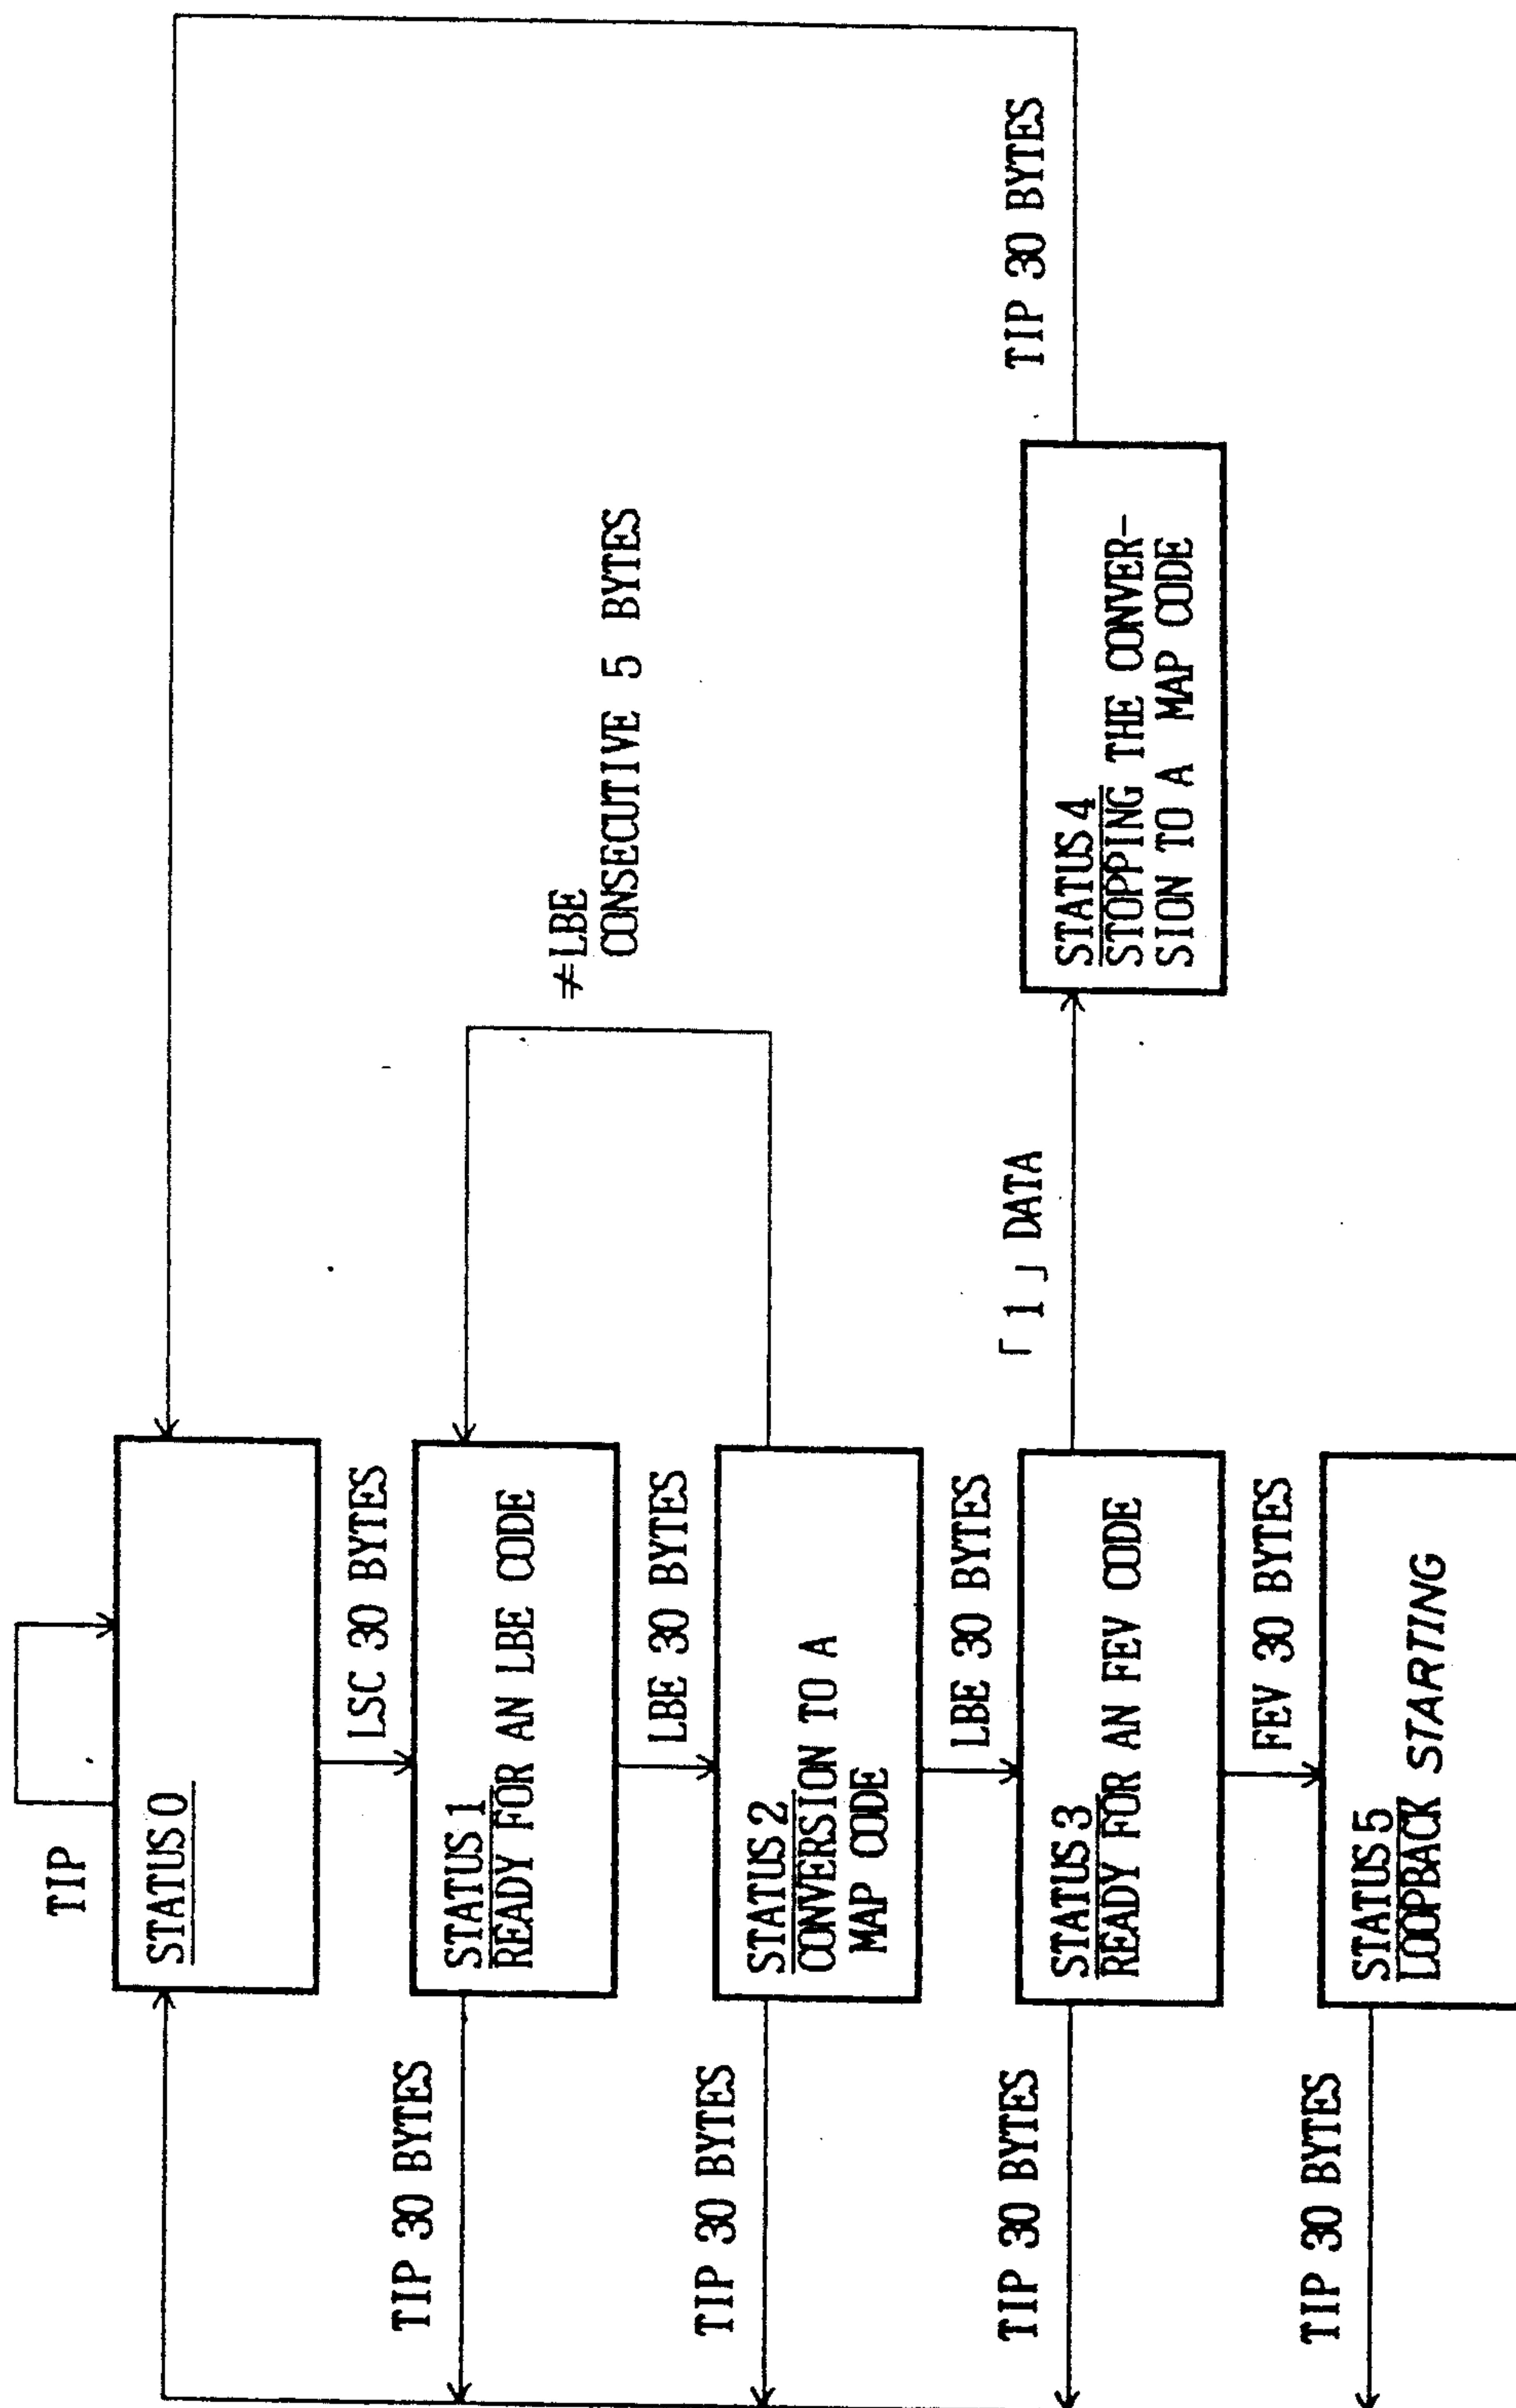 TIP
STATUS 0
LSC 30 BYTES
TIP 30 BYTES
STATUS 1
READY FOR AN LBE CODE
LBE 30 BYTES
≠LBE
CONSECUTIVE 5 BYTES
TIP 30 BYTES
STATUS 2
CONVERSION TO A
MAP CODE
LBE 30 BYTES
TIP 30 BYTES
STATUS 3
READY FOR AN FEV CODE
「1」DATA
STATUS 4
STOPPING THE CONVER-
SION TO A MAP CODE
TIP 30 BYTES
FEV 30 BYTES
TIP 30 BYTES
STATUS 5
LOOPBACK STARTING